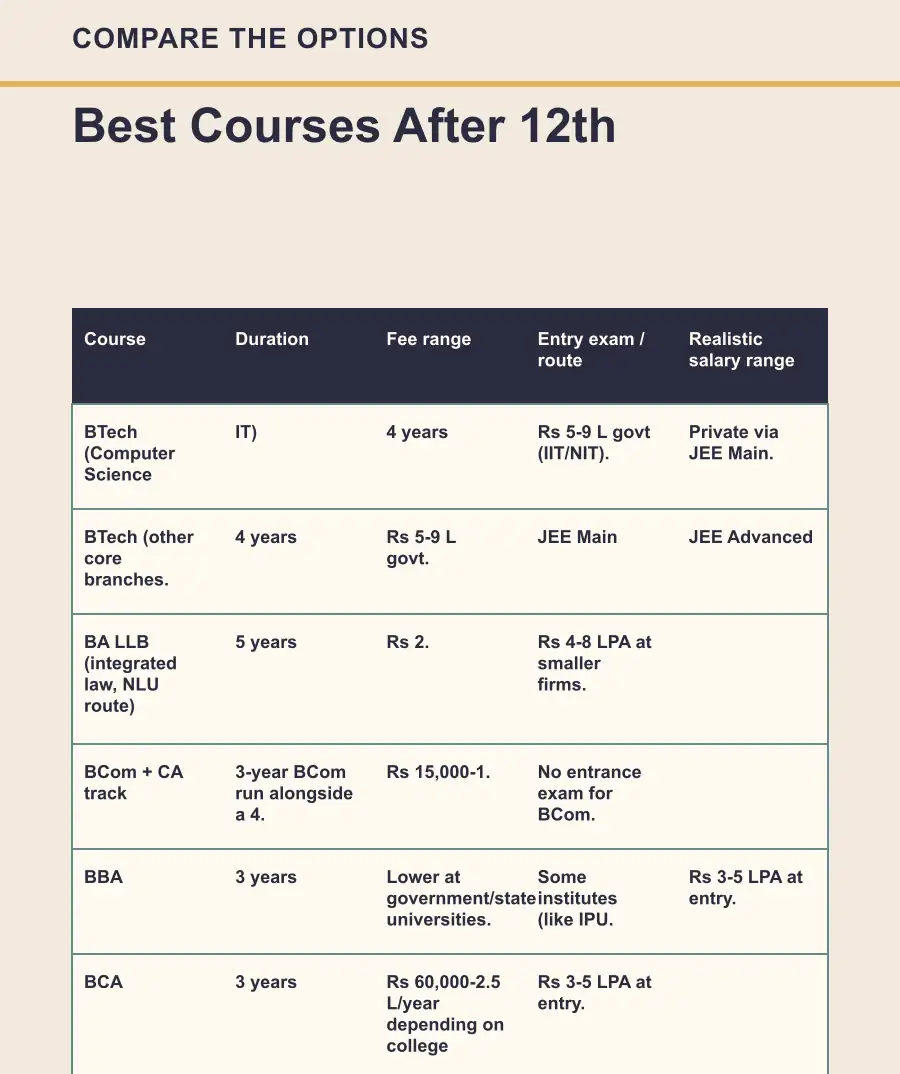 COMPARE THE OPTIONS
Best Courses After 12th
Course
Duration
Fee range
Entry exam /
route
Realistic
salary range
BTech
(Computer
Science
IT)
4 years
Rs 5-9 L govt
(IIT/NIT).
Private via
JEE Main.
BTech (other
core
branches.
4 years
Rs 5-9 L
govt.
JEE Main
JEE Advanced
BA LLB
(integrated
law, NLU
route)
5 years
Rs 2.
Rs 4-8 LPA at
smaller
firms.
BCom + CA
track
3-year BCom
run alongside
a 4.
Rs 15,000-1.
No entrance
exam for
BCom.
BBA
3 years
Lower at
government/state
universities.
Some
institutes
(like IPU.
Rs 3-5 LPA at
entry.
BCA
3 years
Rs 60,000-2.5
L/year
depending on
college
Rs 3-5 LPA at
entry.